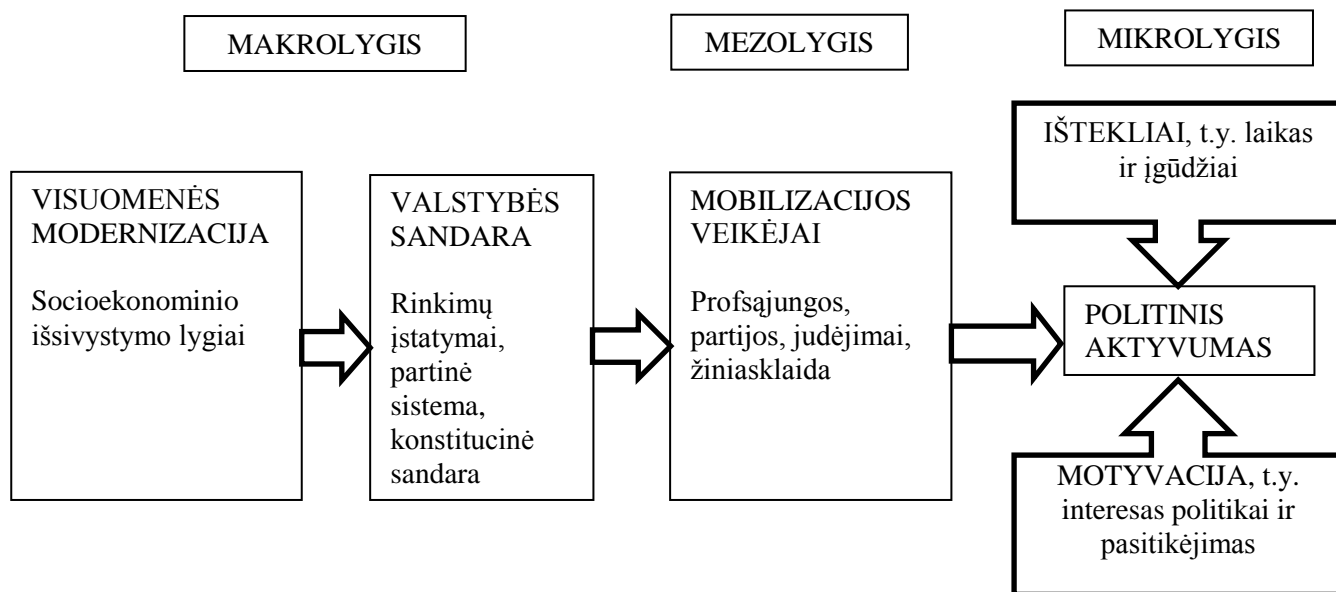 MAKROLYGIS
MEZOLYGIS
MIKROLYGIS
VISUOMENĖS
MODERNIZACIJA
Socioekonominio
išsivystymo lygiai
VALSTYBĖS
SANDARA
Rinkimų
įstatymai,
partinė
sistema,
konstitucinė
sandara
MOBILIZACIJOS
VEIKĖJAI
Profsąjungos,
partijos, judėjimai,
žiniasklaida
IŠTEKLIAI, t.y. laikas
ir įgūdžiai
POLITINIS
AKTYVUMAS
MOTYVACIJA, t.y.
interesas politikai ir
pasitikėjimas